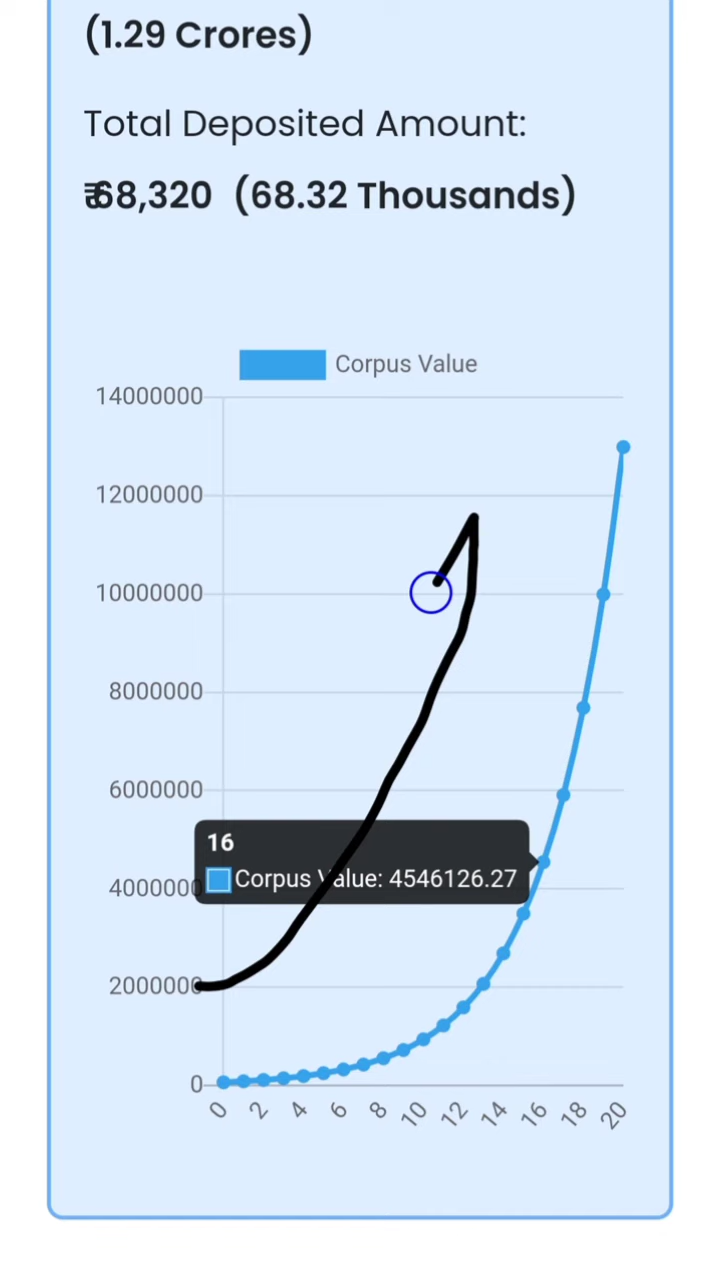 (1.29 Crores)
Total Deposited Amount:
₹68,320 (68.32 Thousands)
Corpus Value
14000000
12000000
10000000
8000000
6000000
16
Corpus Value: 4546126.27
4000000
2000000
0
0 2 4 6 8 10 12 14 16 18 20